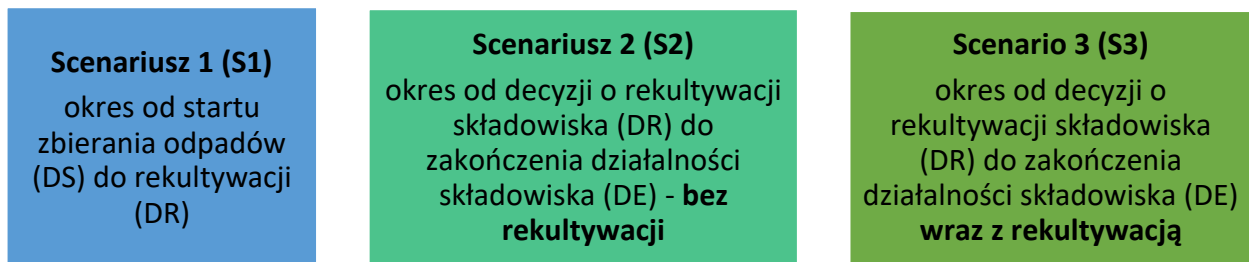 Scenariusz 1 (S1)
okres od startu
zbierania odpadów
(DS) do rekultywacji
(DR)
Scenariusz 2 (S2)
okres od decyzji o rekultywacji
składowiska (DR) do
zakończenia działalności
składowiska (DE) - bez
rekultywacji
Scenario 3 (S3)
okres od decyzji o
rekultywacji składowiska
(DR) do zakończenia
działalności składowiska (DE)
wraz z rekultywacją